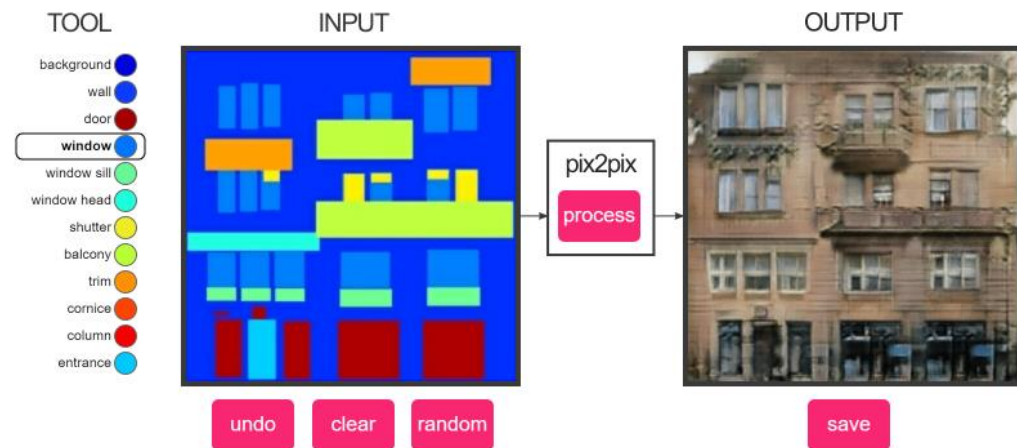 TOOL
INPUT
OUTPUT
background
wall
door
window
window sill
window head
shutter
balcony
trim
cornice
column
entrance
pix2pix
process
undo
clear
random
save